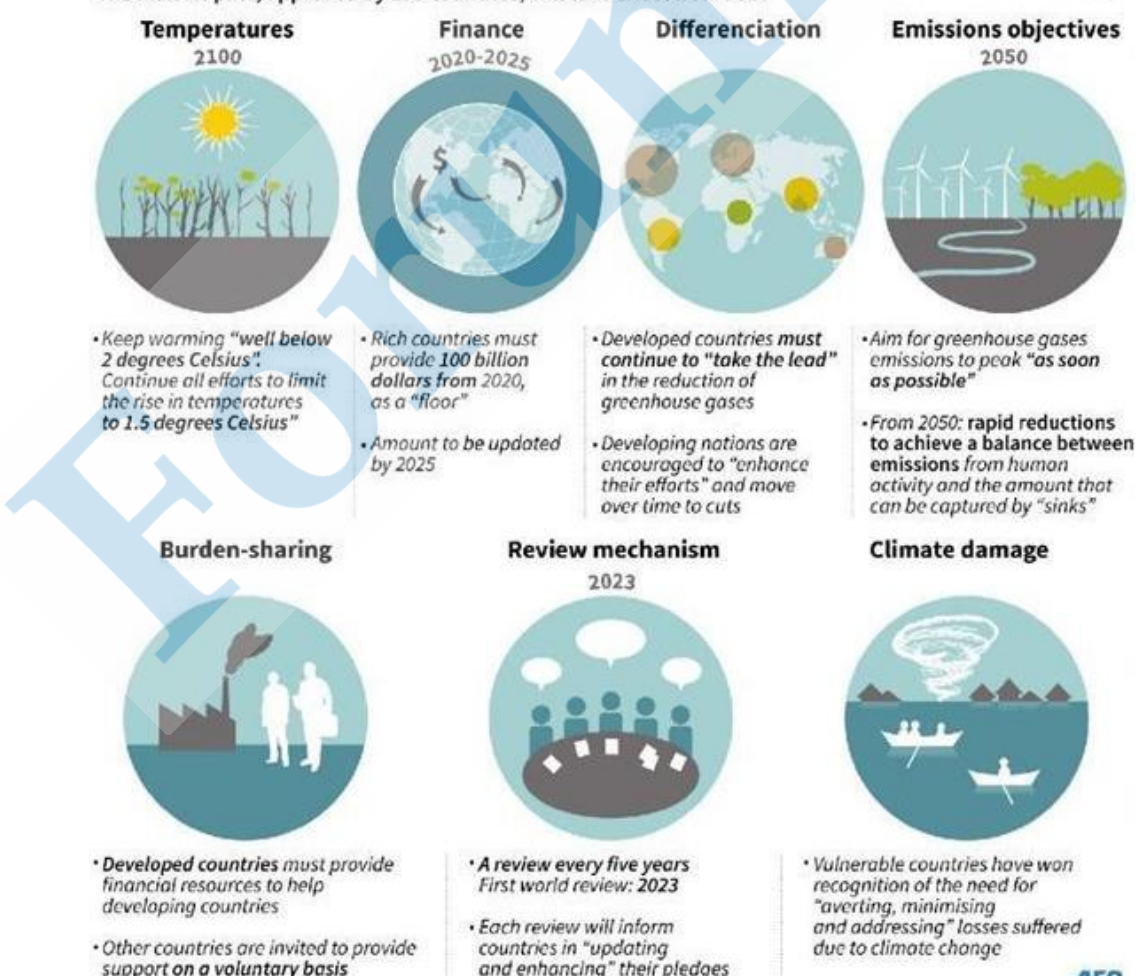 Temperatures
2100
Finance
2020-2025
Differenciation
Emissions objectives
2050
$
• Keep warming “well below
2 degrees Celsius”.
Continue all efforts to limit
the rise in temperatures
to 1.5 degrees Celsius”
• Rich countries must
provide 100 billion
dollars from 2020,
as a “floor”
• Amount to be updated
by 2025
• Developed countries must
continue to “take the lead”
in the reduction of
greenhouse gases
• Developing nations are
encouraged to “enhance
their efforts” and move
over time to cuts
• Aim for greenhouse gases
emissions to peak “as soon
as possible”
• From 2050: rapid reductions
to achieve a balance between
emissions from human
activity and the amount that
can be captured by “sinks”
Burden-sharing
Review mechanism
2023
Climate damage
• Developed countries must provide
financial resources to help
developing countries
• Other countries are invited to provide
support on a voluntary basis
• A review every five years
First world review: 2023
• Each review will inform
countries in “updating
and enhancing” their pledges
• Vulnerable countries have won
recognition of the need for
“averting, minimising
and addressing” losses suffered
due to climate change